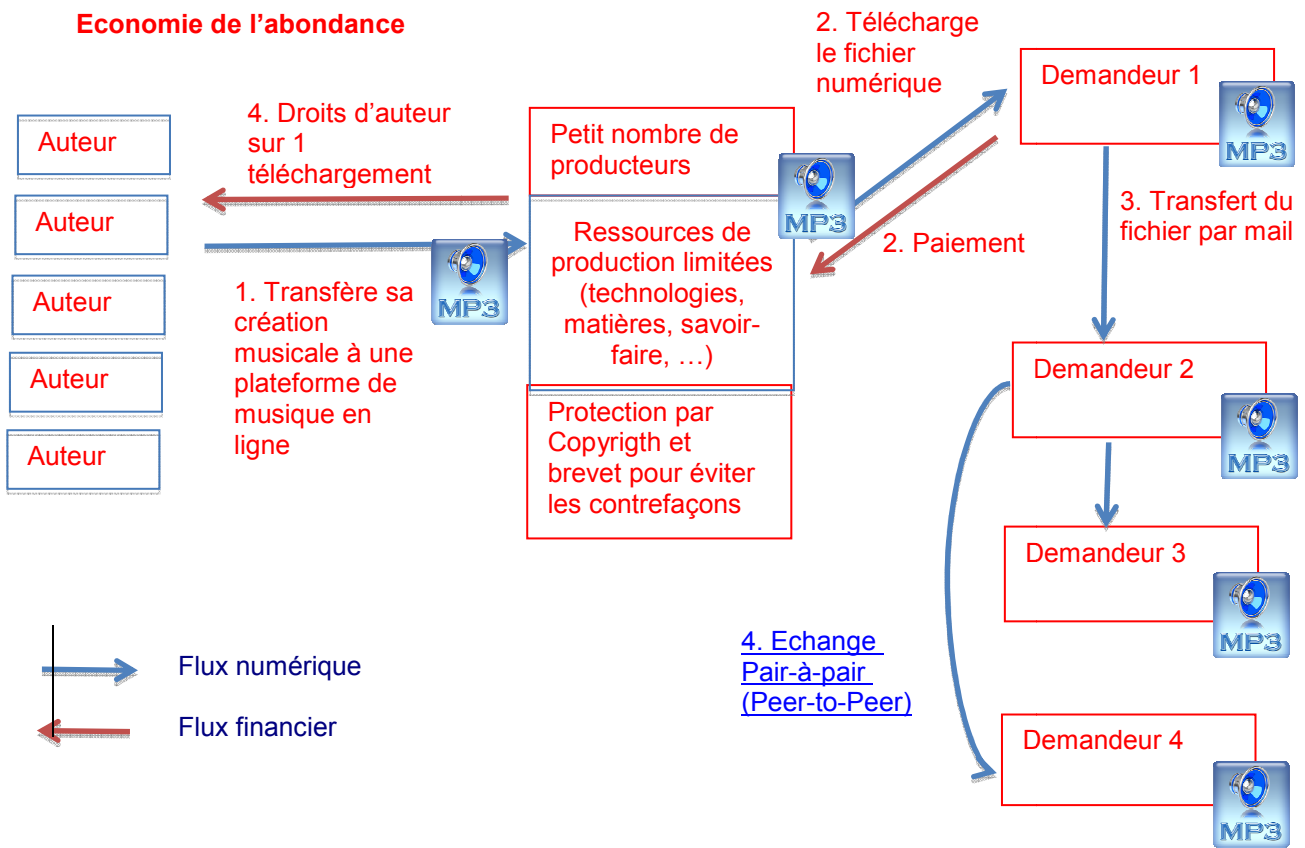 Economie de l'abondance
Auteur
Auteur
Auteur
Auteur
Auteur
4. Droits d'auteur
sur 1
téléchargement
MP3
1. Transfère sa
création
musicale à une
plateforme de
musique en
ligne
Petit nombre de
producteurs
MP3
Ressources de
production limitées
(technologies,
matières, savoir-
faire, …)
Protection par
Copyrigth et
brevet pour éviter
les contrefaçons
2. Télécharge
le fichier
numérique
2. Paiement
Demandeur 1
MP3
3. Transfert du
fichier par mail
Demandeur 2
MP3
Demandeur 3
MP3
4. Echange
Pair-à-pair
(Peer-to-Peer)
Demandeur 4
MP3
Flux numérique
Flux financier